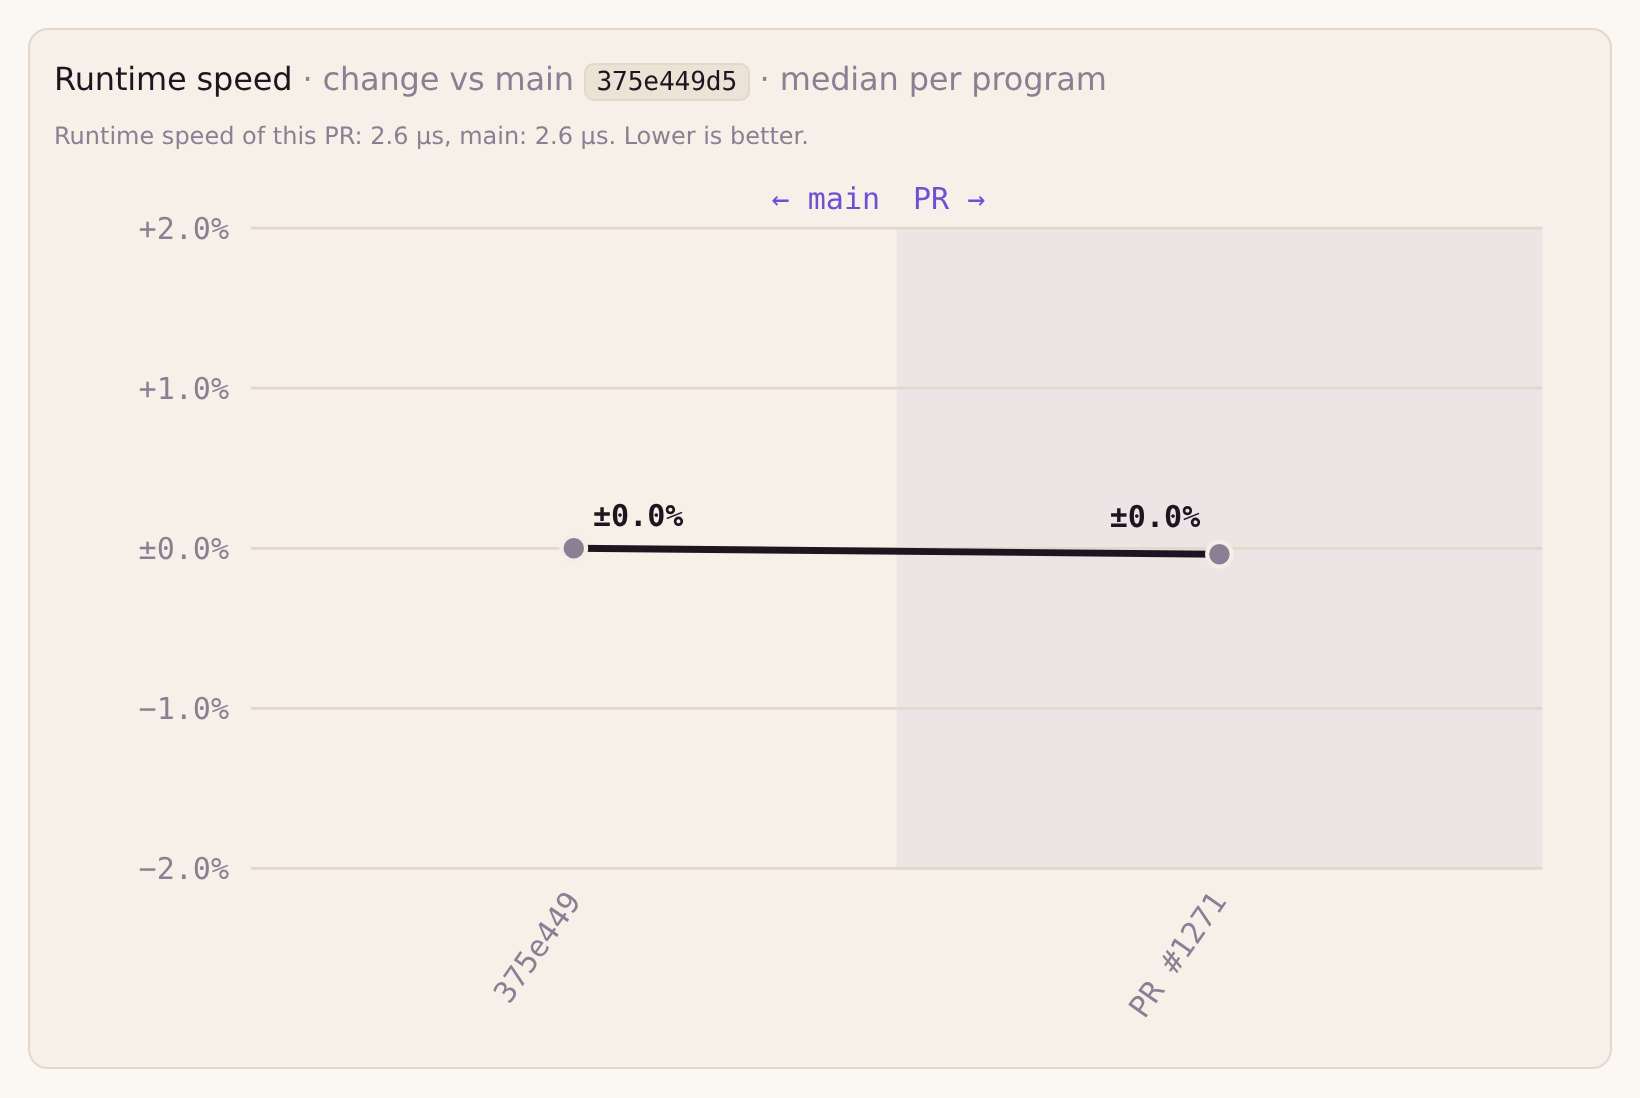 Runtime speed · change vs main 375e449d5 · median per program
Runtime speed of this PR: 2.6 µs, main: 2.6 µs. Lower is better.
← main PR →
+2.0%
+1.0%
±0.0% ±0.0%
±0.0%
−1.0%
−2.0%
375e449
PR #1271